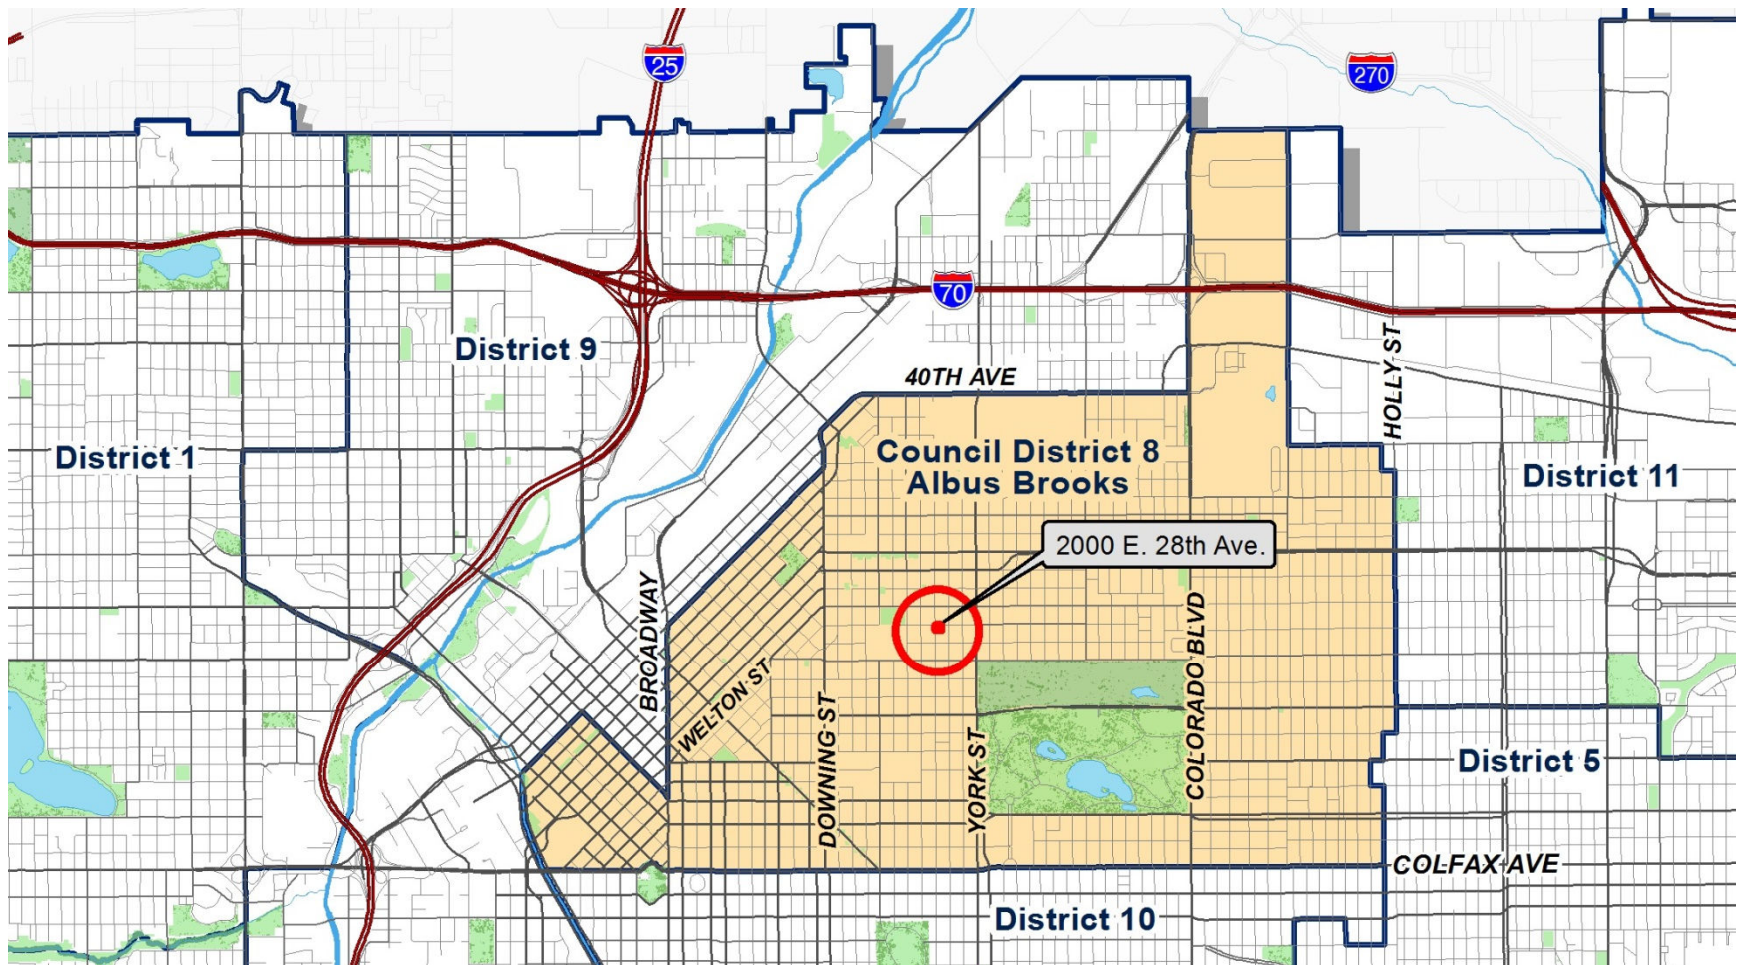 25
270
70
District 9
HOLLY ST
40TH AVE
District 1
Council District 8
Albus Brooks
District 11
2000 E. 28th Ave.
BROADWAY
COLORADO BLVD
WELTON ST
DOWNING ST
YORK ST
District 5
COLFAX AVE
District 10